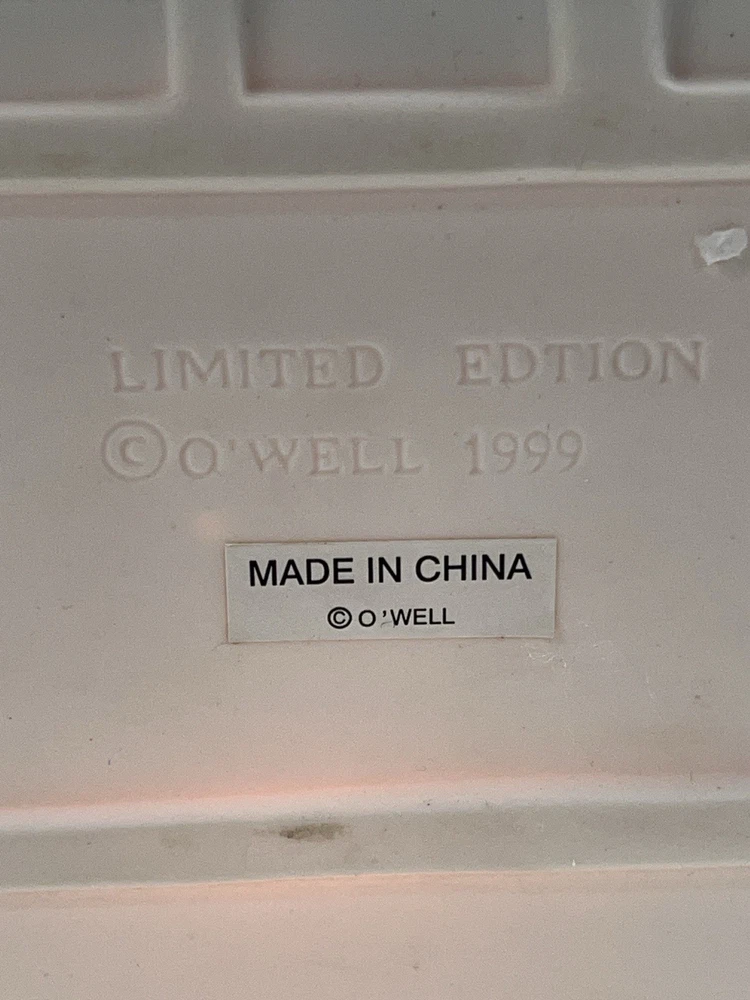 LIMITED EDTION
©O'WELL 1999
MADE IN CHINA
© O'WELL